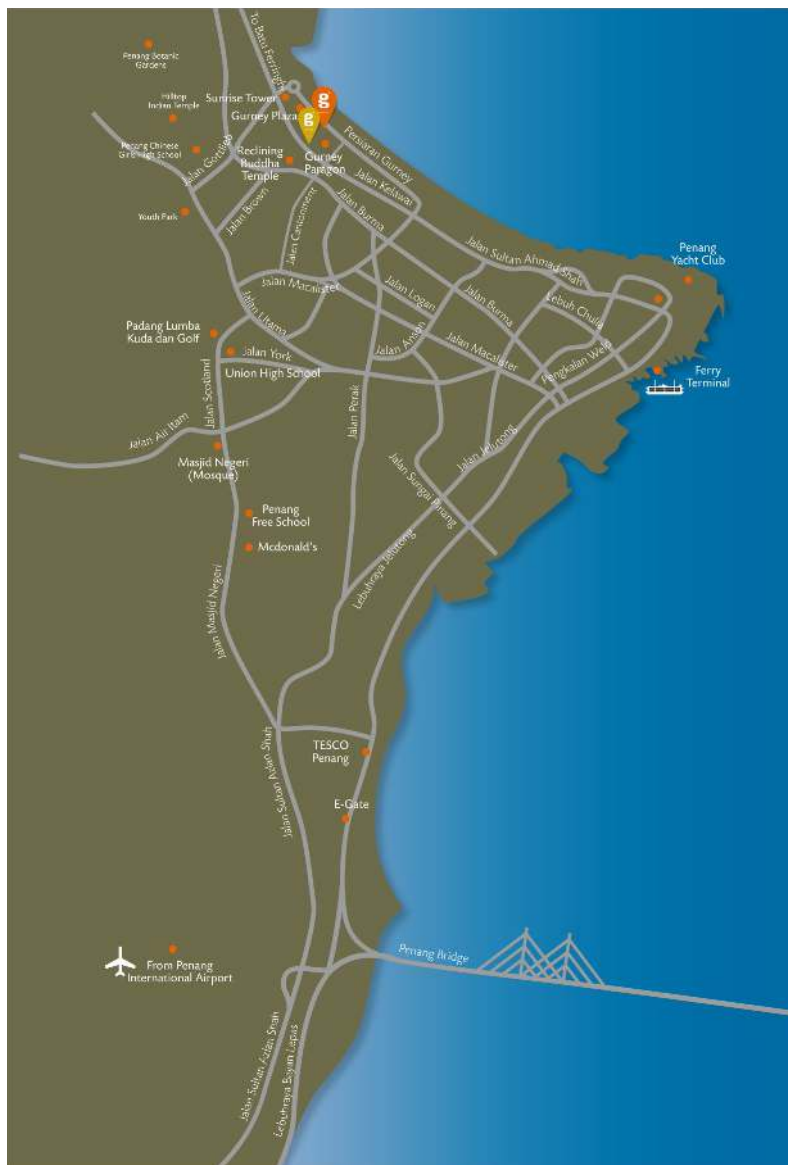 To Batu Ferringhi
Penang Botanic
Gardens
Hilltop
Indian Temple
Sunrise Tower
Gurney Plaza
g
g
Penang Chinese
Girls High School
Jalan Gottlieb
Reclining
Buddha
Temple
Gurney
Paragon
Persiaran Gurney
Jalan Kelawai
Youth Park
Jalan Brown
Jalan Cantonment
Jalan Burma
Jalan Sultan Ahmad Shah
Penang
Yacht Club
Jalan Macalister
Jalan Logan
Jalan Burma
Lebuh Chulia
Jalan Utama
Padang Lumba
Kuda dan Golf
Jalan York
Union High School
Jalan Anson
Jalan Macalister
Pengkalan Weld
Ferry
Terminal
Jalan Scotland
Jalan Perak
Jalan Air Itam
Masjid Negeri
(Mosque)
Jalan Jelutong
Jalan Sungai Pinang
Penang
Free School
Mcdonald's
Lebuhraya Jelutong
Jalan Masjid Negeri
Jalan Sultan Azlan Shah
TESCO
Penang
E-Gate
Penang Bridge
From Penang
International Airport
Jalan Sultan Azlan Shah
Lebuhraya Bayan Lepas